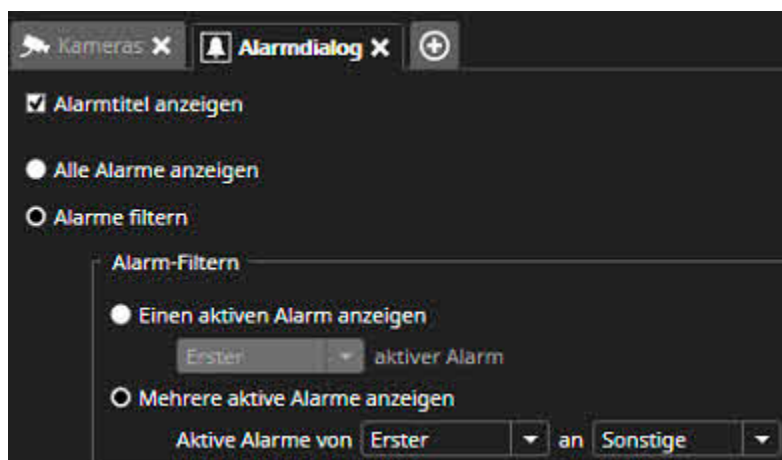 Kameras Alarmdialog
Alarmtitel anzeigen
Alle Alarme anzeigen
Alarme filtern
Alarm-Filtern
Einen aktiven Alarm anzeigen
Erster aktiver Alarm
Mehrere aktive Alarme anzeigen
Aktive Alarme von Erster an Sonstige